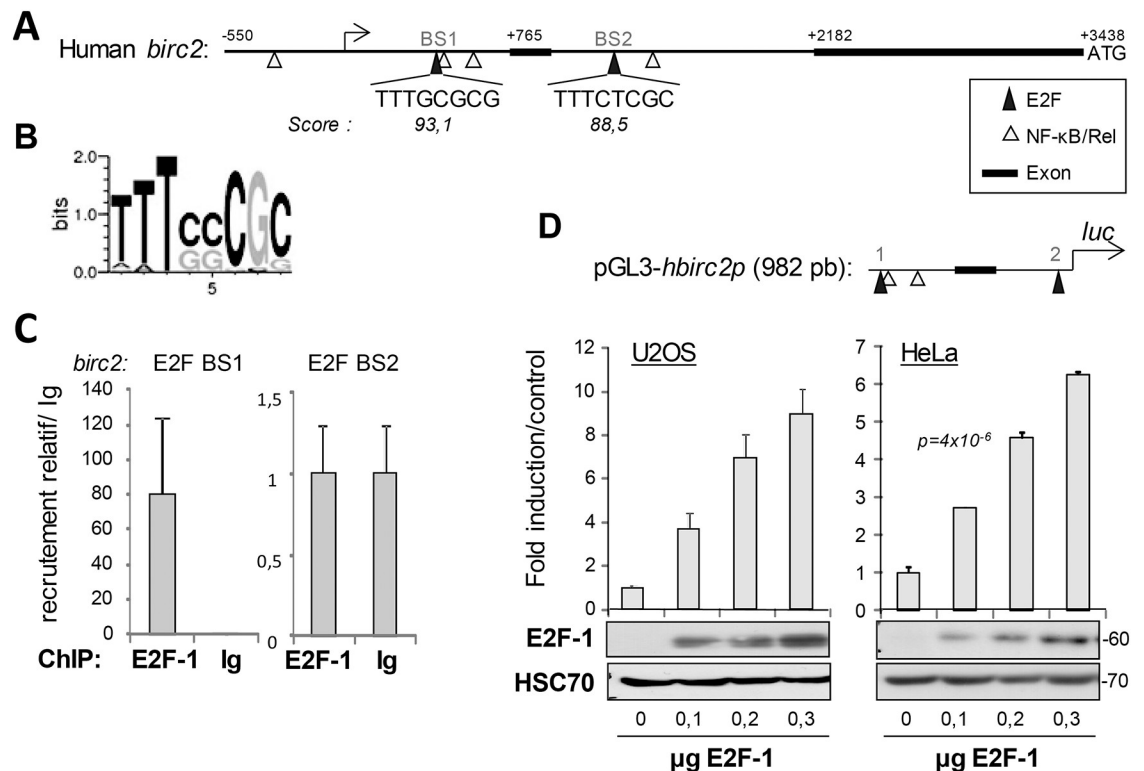 A
Human birc2:
-550
BS1
+765
BS2
+2182
+3438
ATG
TTTGCGCG
TTTCTCGC
Score :
93,1
88,5
E2F
NF-κB/Rel
Exon
B
bits
2.0
1.0
0.0
TTTCCCGC
GG
5
C
birc2:
E2F BS1
E2F BS2
recrutement relatif/ Ig
140
120
100
80
60
40
20
0
1,5
1
0,5
0
ChIP:
E2F-1
Ig
E2F-1
Ig
D
pGL3-hbirc2p (982 pb):
1
2
luc
Fold induction/control
U2OS
12
10
8
6
4
2
0
HeLa
7
6
5
4
3
2
1
0
p=4x10-6
E2F-1
-60
HSC70
-70
0
0,1
0,2
0,3
0
0,1
0,2
0,3
µg E2F-1
µg E2F-1